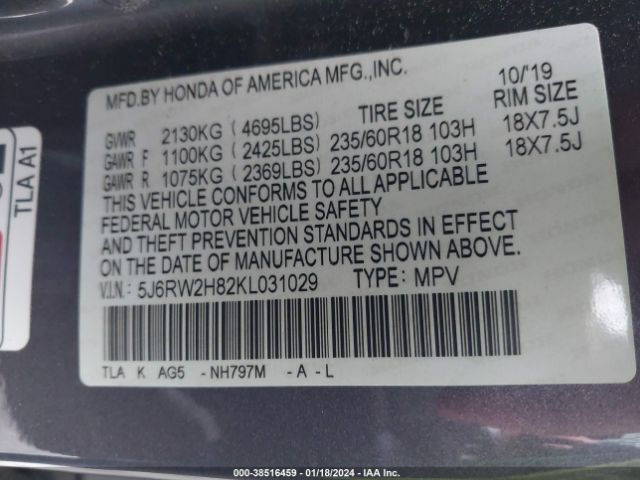 MFD.BY HONDA OF AMERICA MFG.,INC. 10/'19
TIRE SIZE RIM SIZE
GVWR 2130KG ( 4695LBS)
GAWR F 1100KG ( 2425LBS) 235/60R18 103H 18X7.5J
GAWR R 1075KG ( 2369LBS) 235/60R18 103H 18X7.5J
THIS VEHICLE CONFORMS TO ALL APPLICABLE
FEDERAL MOTOR VEHICLE SAFETY
AND THEFT PREVENTION STANDARDS IN EFFECT
ON THE DATE OF MANUFACTURE SHOWN ABOVE.
V.I.N.: 5J6RW2H82KL031029 TYPE: MPV
TLA K AG5 -NH797M -A-L
TLA A1
000-38516459 - 01/18/2024 - IAA Inc.